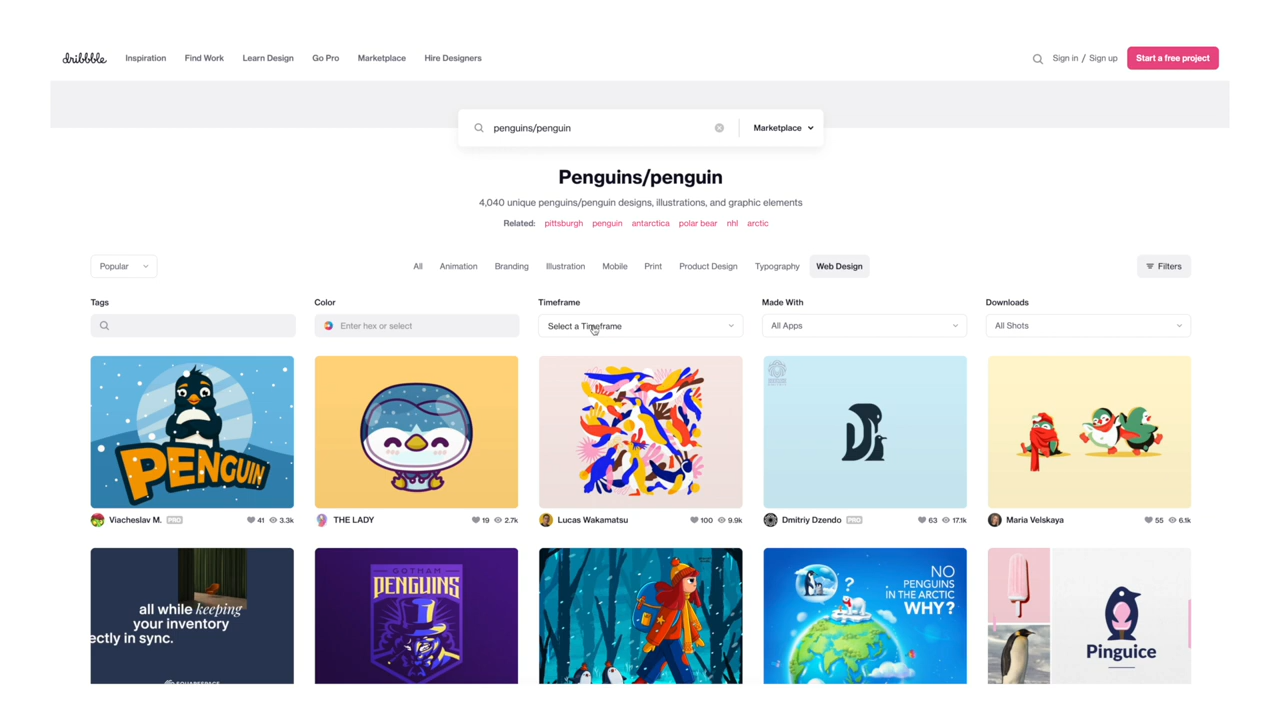 dribbble Inspiration Find Work Learn Design Go Pro Marketplace Hire Designers Sign in / Sign up Start a free project
penguins/penguin Marketplace
Penguins/penguin
4,040 unique penguins/penguin designs, illustrations, and graphic elements
Related: pittsburgh penguin antarctica polar bear nhl arctic
Popular All Animation Branding Illustration Mobile Print Product Design Typography Web Design Filters
Tags Color Timeframe Made With Downloads
Enter hex or select Select a Timeframe All Apps All Shots
PENGUIN
Viacheslav M. PRO 41 3.3k THE LADY 19 2.7k Lucas Wakamatsu 100 9.9k Dmitriy Dzendo PRO 63 17.1k Maria Velskaya 55 6.1k
all while keeping
your inventory
ectly in sync.
SQUARESPACE
GOTHAM
PENGUINS
NO
PENGUINS
IN THE ARCTIC
WHY?
?
Pinguice